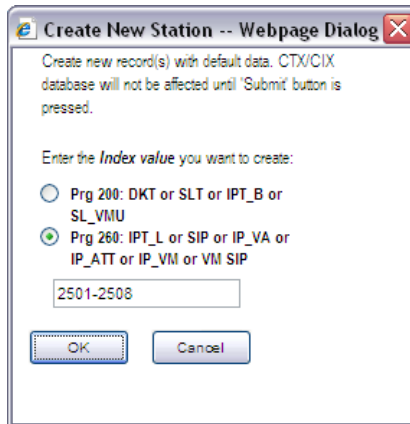 Create New Station -- Webpage Dialog
Create new record(s) with default data. CTX/CIX
database will not be affected until 'Submit' button is
pressed.
Enter the Index value you want to create:
Prg 200: DKT or SLT or IPT_B or
SL_VMU
Prg 260: IPT_L or SIP or IP_VA or
IP_ATT or IP_VM or VM SIP
2501-2508
OK
Cancel